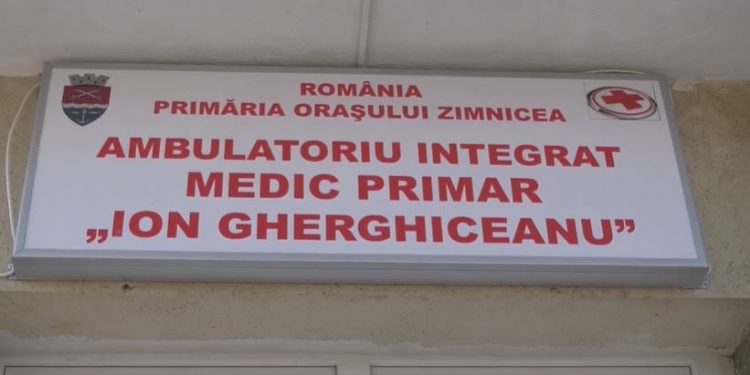 ROMÂNIA
PRIMĂRIA ORAŞULUI ZIMNICEA
AMBULATORIU INTEGRAT
MEDIC PRIMAR
„ION GHERGHICEANU”